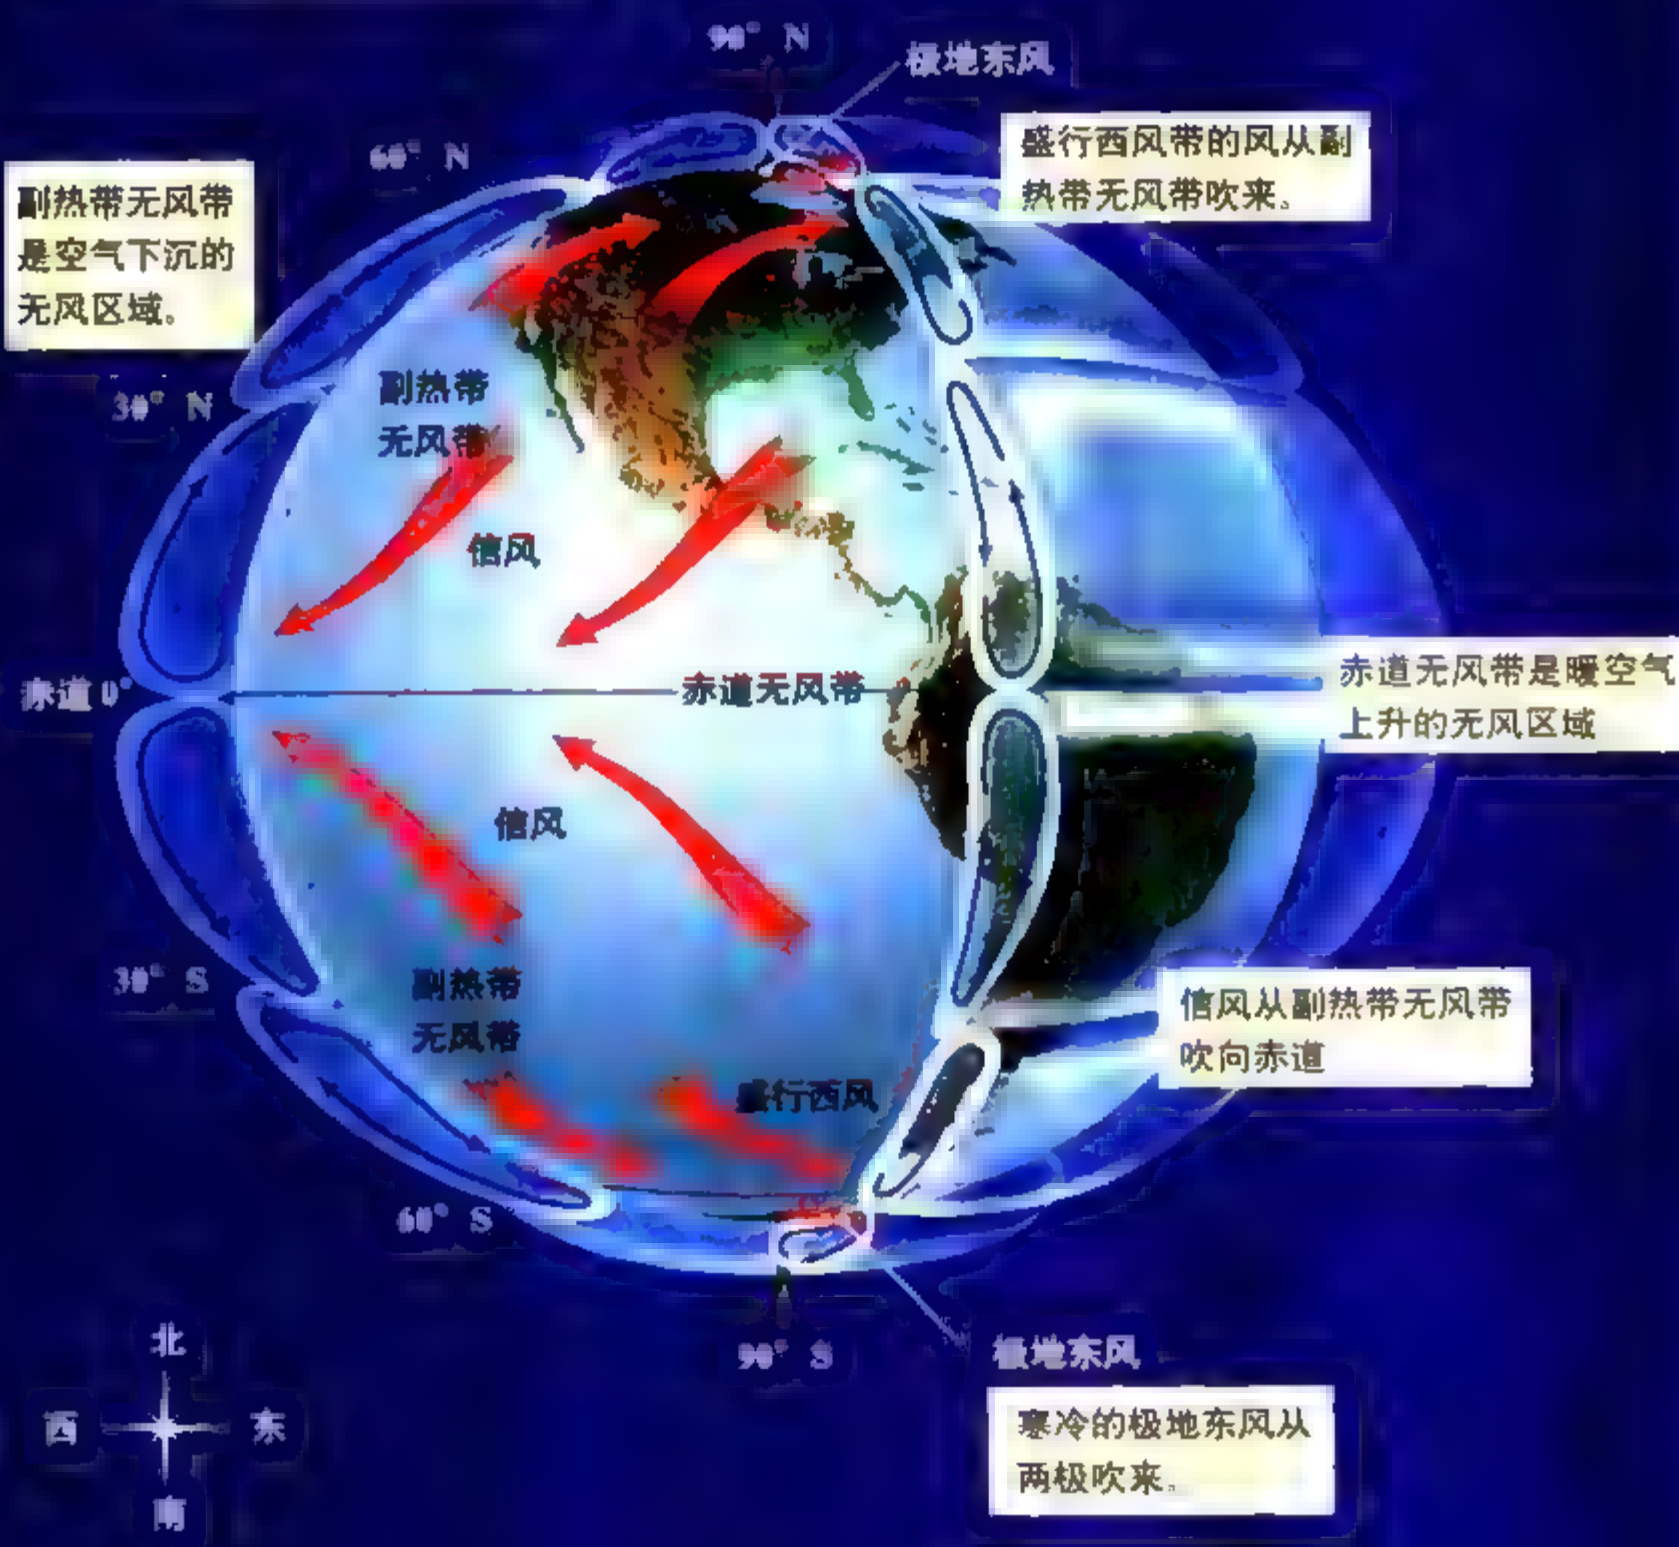 90° N
极地东风
盛行西风带的风从副
热带无风带吹来。
60° N
副热带无风带
是空气下沉的
无风区域。
30° N
副热带
无风带
信风
赤道 0°
赤道无风带
赤道无风带是暖空气
上升的无风区域
信风
30° S
副热带
无风带
信风从副热带无风带
吹向赤道
盛行西风
60° S
90° S
极地东风
寒冷的极地东风从
两极吹来。
北
西
东
南